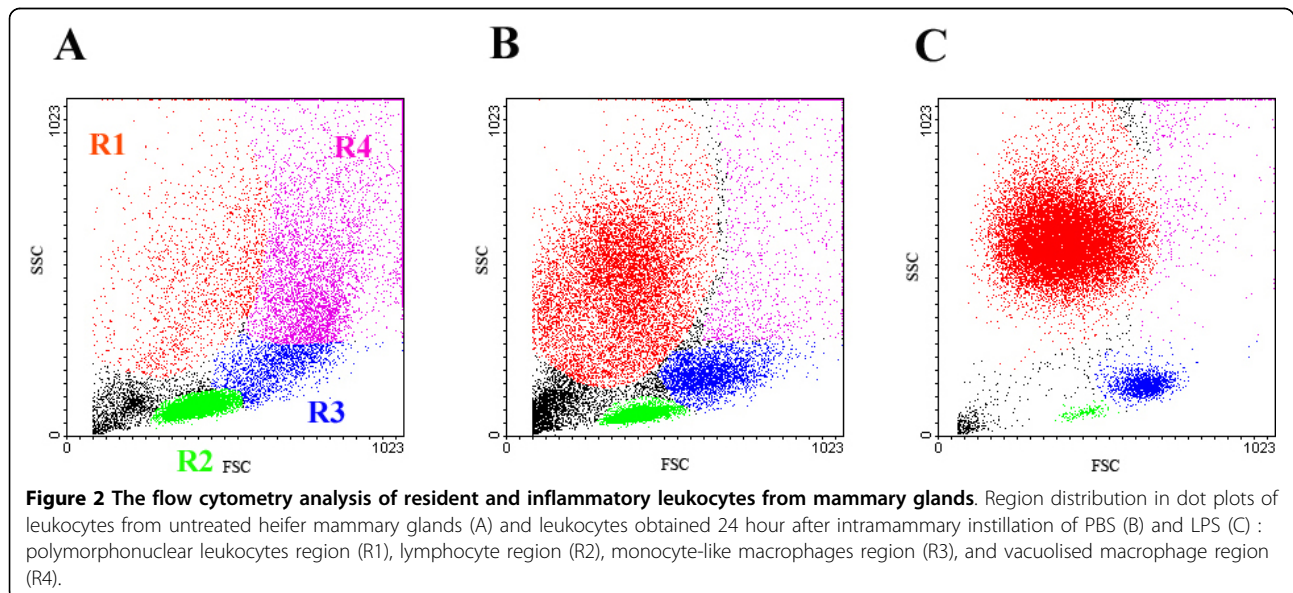 A
B
C
1023
R1
R4
SSC
R3
0
0
1023
R2
FSC
1023
SSC
0
0
1023
FSC
1023
SSC
0
0
1023
FSC
Figure 2 The flow cytometry analysis of resident and inflammatory leukocytes from mammary glands. Region distribution in dot plots of
leukocytes from untreated heifer mammary glands (A) and leukocytes obtained 24 hour after intramammary instillation of PBS (B) and LPS (C) :
polymorphonuclear leukocytes region (R1), lymphocyte region (R2), monocyte-like macrophages region (R3), and vacuolised macrophage region
(R4).